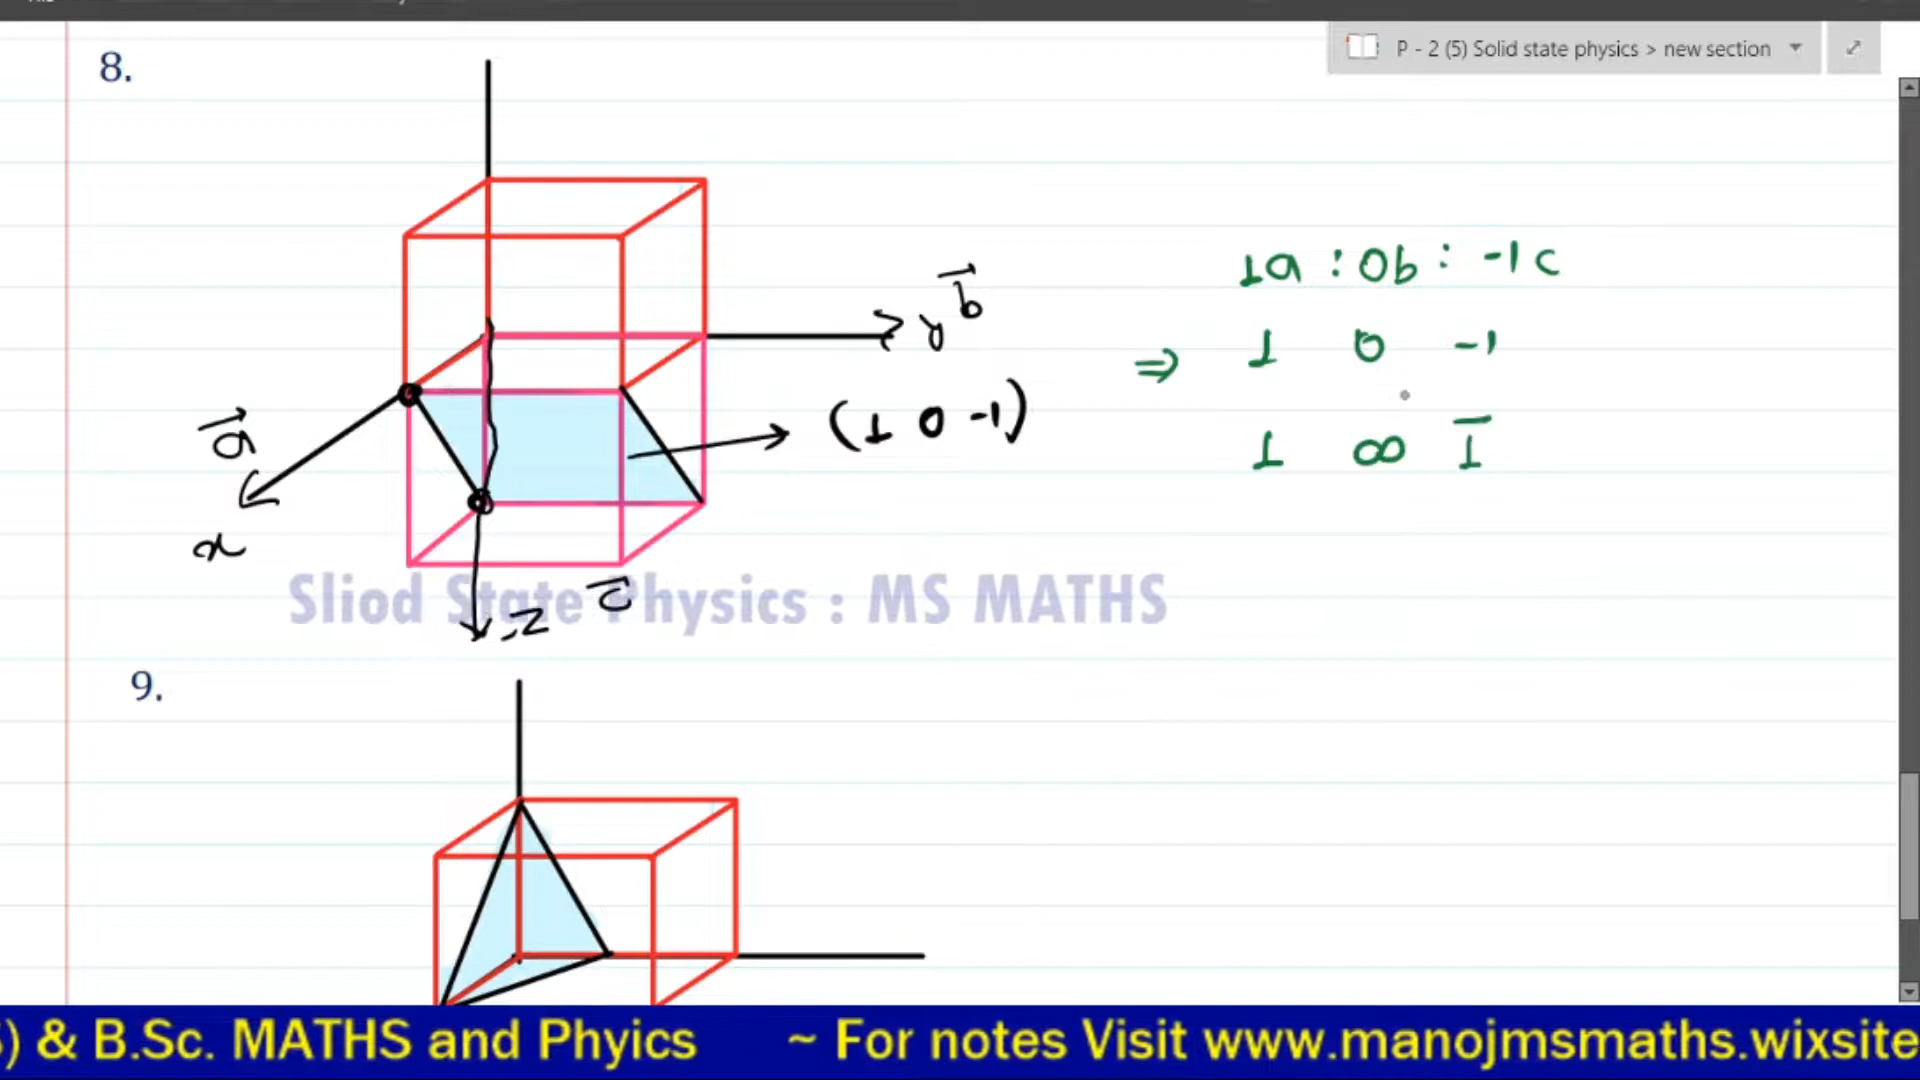 P - 2 (5) Solid state physics > new section
8.
1a : 0b : -1c
b
y
⇒ 1 0 -1
a
(1 0 -1)
1 ∞ 1̅
x
c
-z
Sliod State Physics : MS MATHS
9.
) & B.Sc. MATHS and Phyics ~ For notes Visit www.manojmsmaths.wixsite